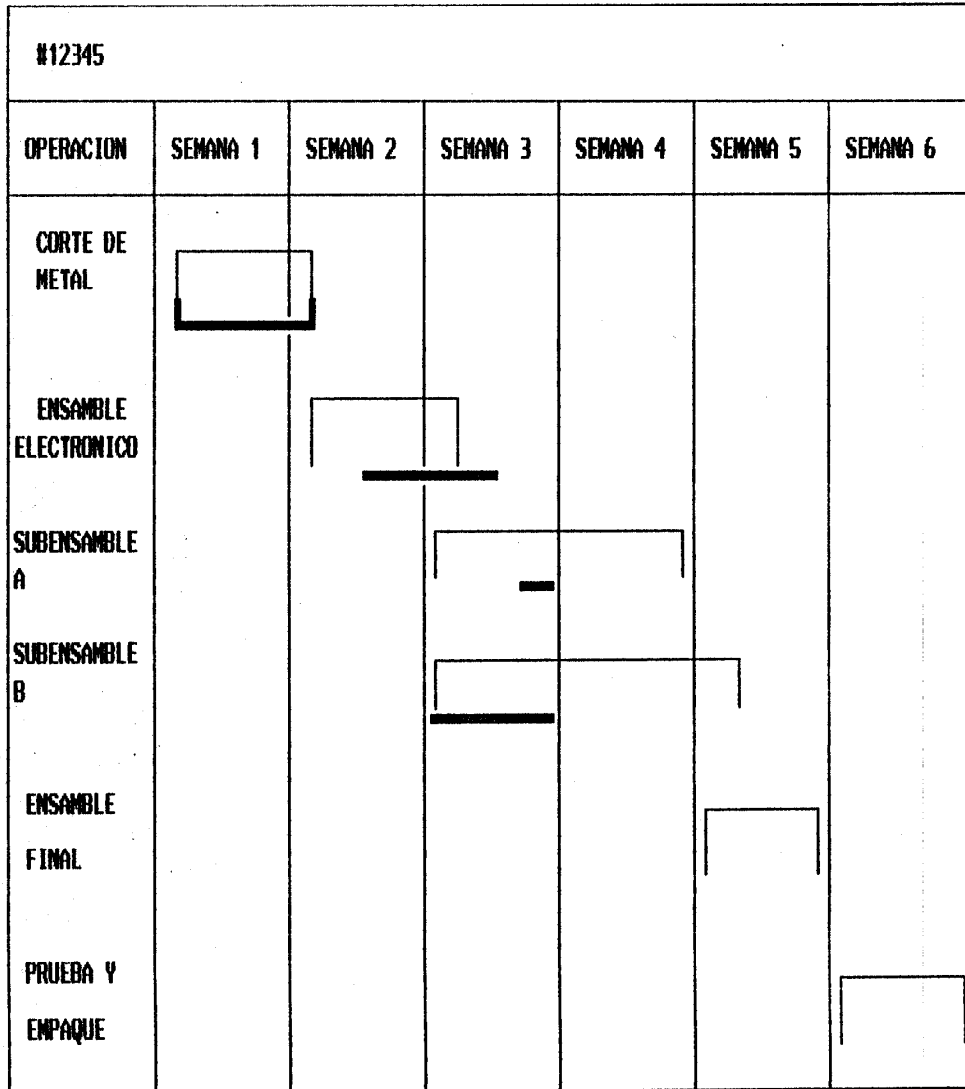 #12345
OPERACION SEMANA 1 SEMANA 2 SEMANA 3 SEMANA 4 SEMANA 5 SEMANA 6
CORTE DE
METAL
ENSAMBLE
ELECTRONICO
SUBENSAMBLE
A
SUBENSAMBLE
B
ENSAMBLE
FINAL
PRUEBA Y
EMPAQUE